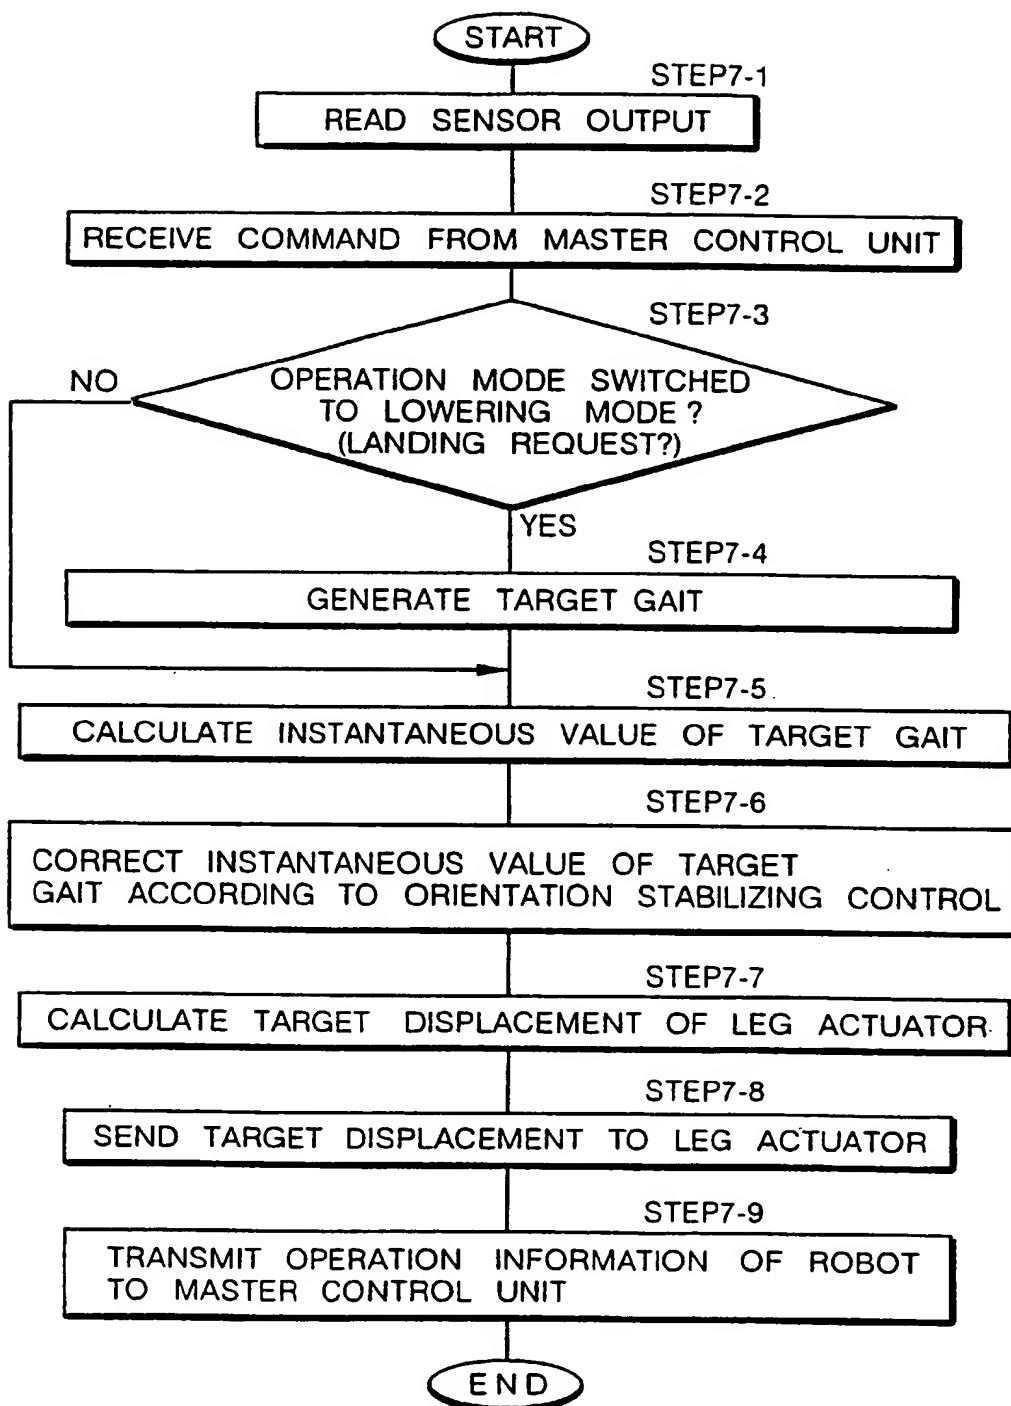 START
STEP7-1
READ SENSOR OUTPUT
STEP7-2
RECEIVE COMMAND FROM MASTER CONTROL UNIT
STEP7-3
NO
OPERATION MODE SWITCHED
TO LOWERING MODE?
(LANDING REQUEST?)
YES
STEP7-4
GENERATE TARGET GAIT
STEP7-5
CALCULATE INSTANTANEOUS VALUE OF TARGET GAIT
STEP7-6
CORRECT INSTANTANEOUS VALUE OF TARGET
GAIT ACCORDING TO ORIENTATION STABILIZING CONTROL
STEP7-7
CALCULATE TARGET DISPLACEMENT OF LEG ACTUATOR
STEP7-8
SEND TARGET DISPLACEMENT TO LEG ACTUATOR
STEP7-9
TRANSMIT OPERATION INFORMATION OF ROBOT
TO MASTER CONTROL UNIT
END